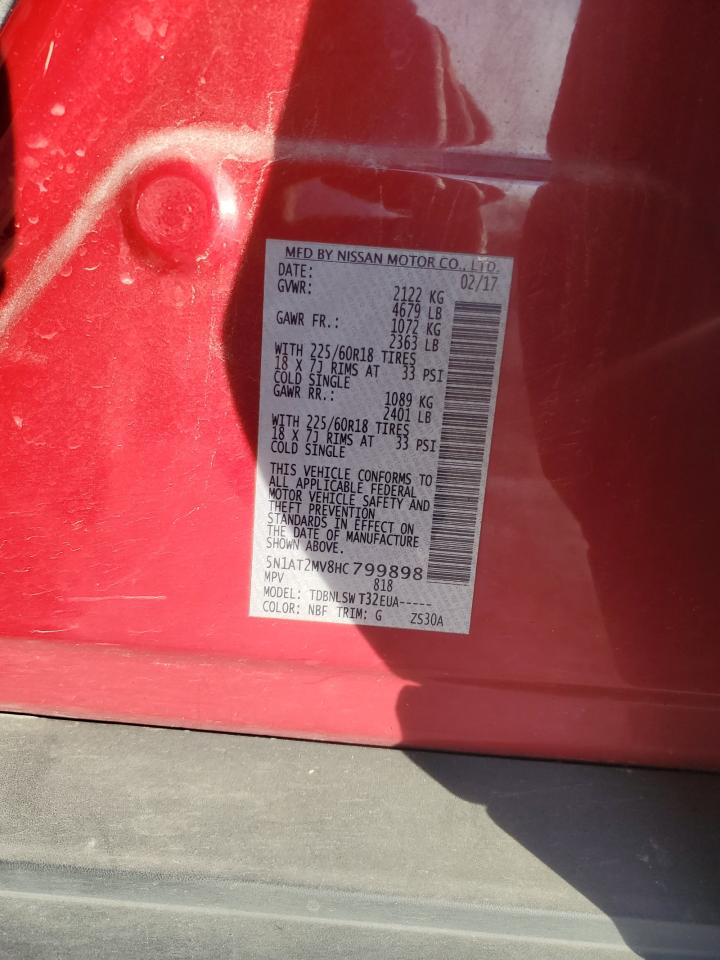 MFD BY NISSAN MOTOR CO., LTD.
DATE: 02/17
GVWR: 2122 KG
4679 LB
GAWR FR.: 1072 KG
2363 LB
WITH 225/60R18 TIRES
18 X 7J RIMS AT 33 PSI
COLD SINGLE
GAWR RR.: 1089 KG
2401 LB
WITH 225/60R18 TIRES
18 X 7J RIMS AT 33 PSI
COLD SINGLE
THIS VEHICLE CONFORMS TO
ALL APPLICABLE FEDERAL
MOTOR VEHICLE SAFETY AND
THEFT PREVENTION
STANDARDS IN EFFECT ON
THE DATE OF MANUFACTURE
SHOWN ABOVE.
5N1AT2MV8HC799898
MPV 818
MODEL: TDBNLSW T32EUA-----
COLOR: NBF TRIM: G ZS30A